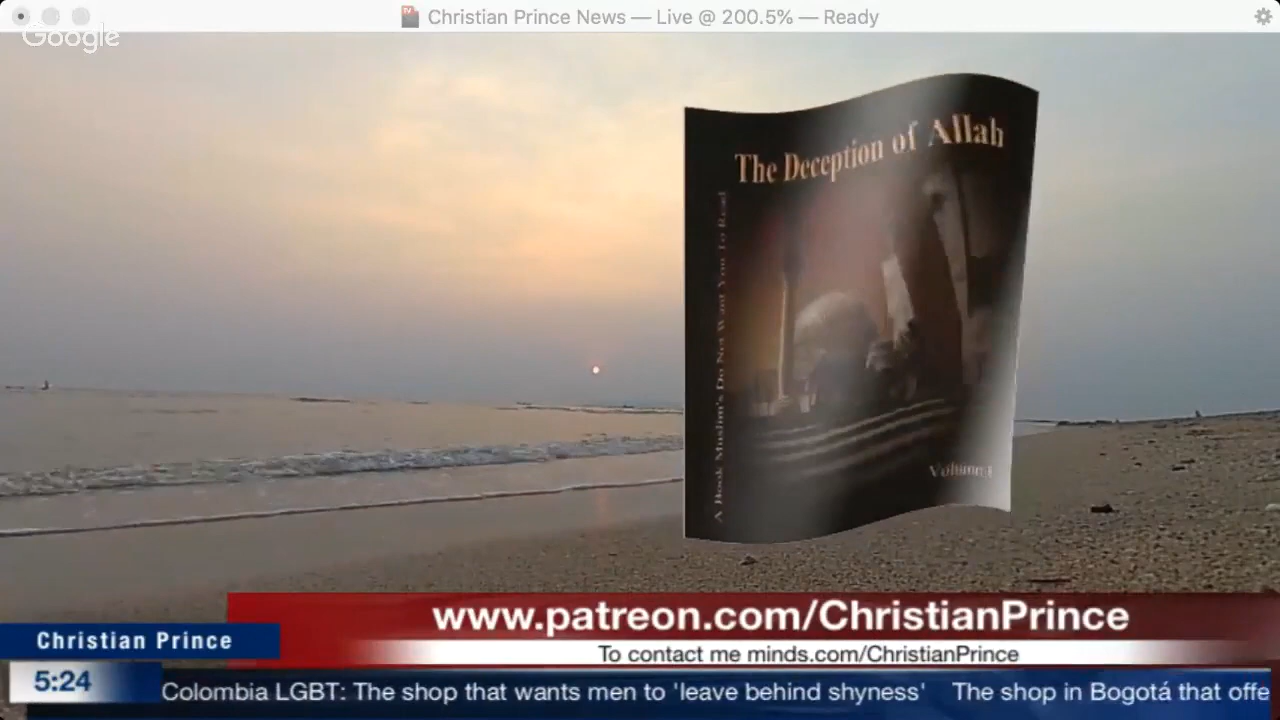 Christian Prince News — Live @ 200.5% — Ready
Google
The Deception of Allah
A Book Muslim's Do Not Want You To Read
Volume 1
www.patreon.com/ChristianPrince
Christian Prince
To contact me minds.com/ChristianPrince
5:24
Colombia LGBT: The shop that wants men to 'leave behind shyness' The shop in Bogotá that offe